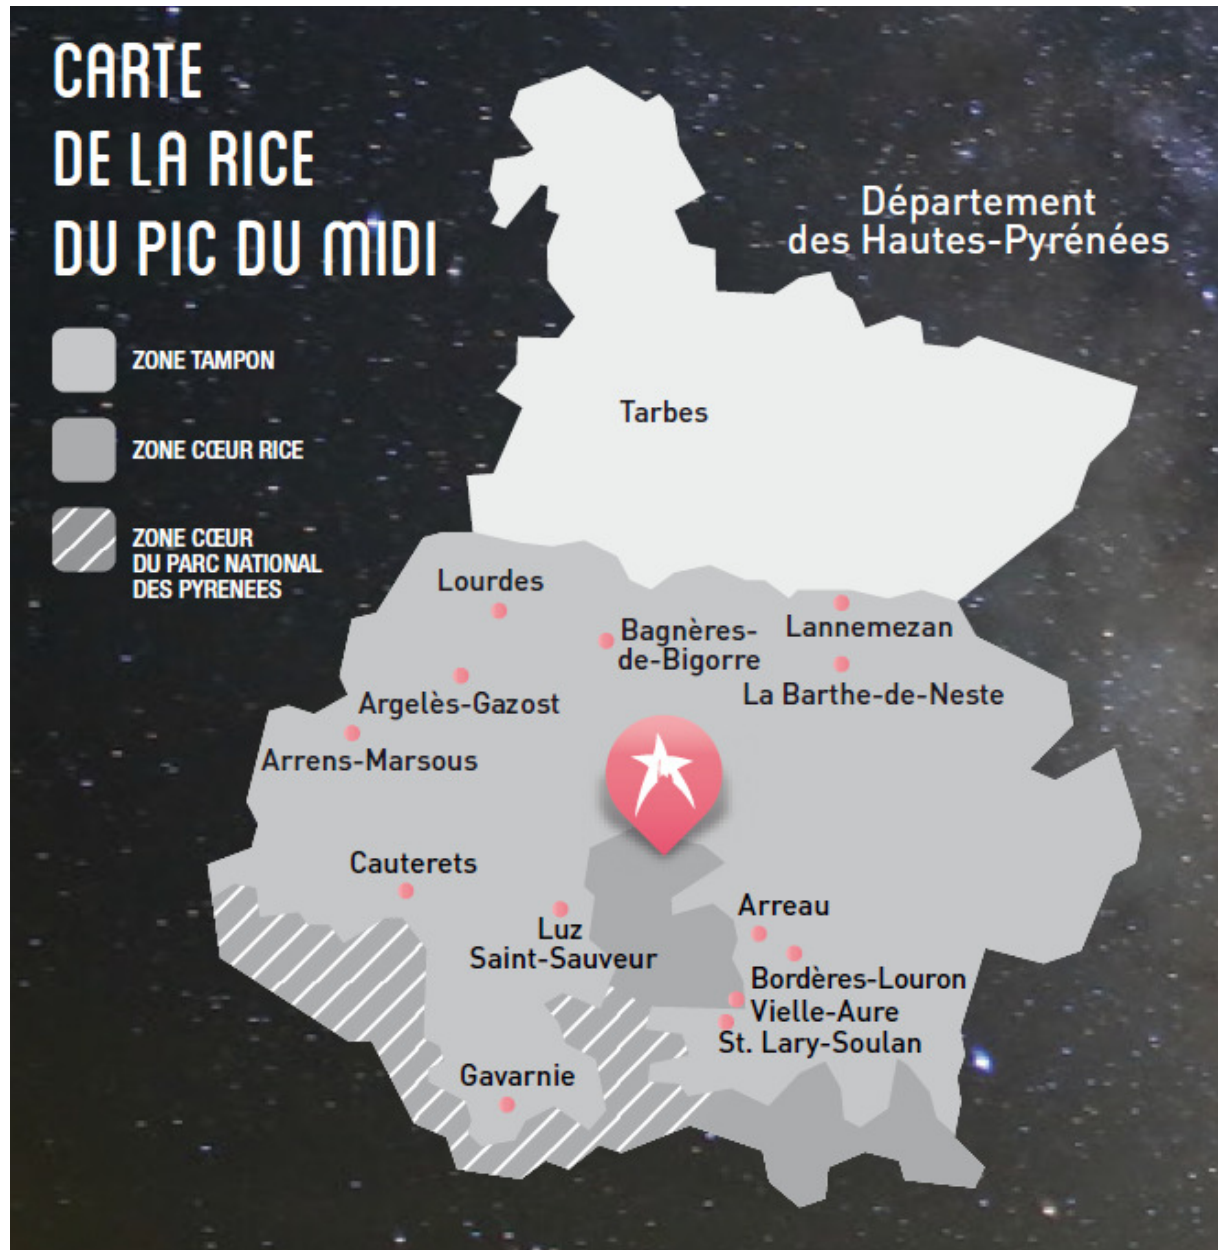 CARTE
DE LA RICE
DU PIC DU MIDI
Département
des Hautes-Pyrénées
ZONE TAMPON
ZONE CŒUR RICE
ZONE CŒUR
DU PARC NATIONAL
DES PYRENEES
Tarbes
Lourdes
Bagnères-
de-Bigorre
Lannemezan
La Barthe-de-Neste
Argelès-Gazost
Arrens-Marsous
Cauterets
Luz
Saint-Sauveur
Arreau
Bordères-Louron
Vielle-Aure
St. Lary-Soulan
Gavarnie